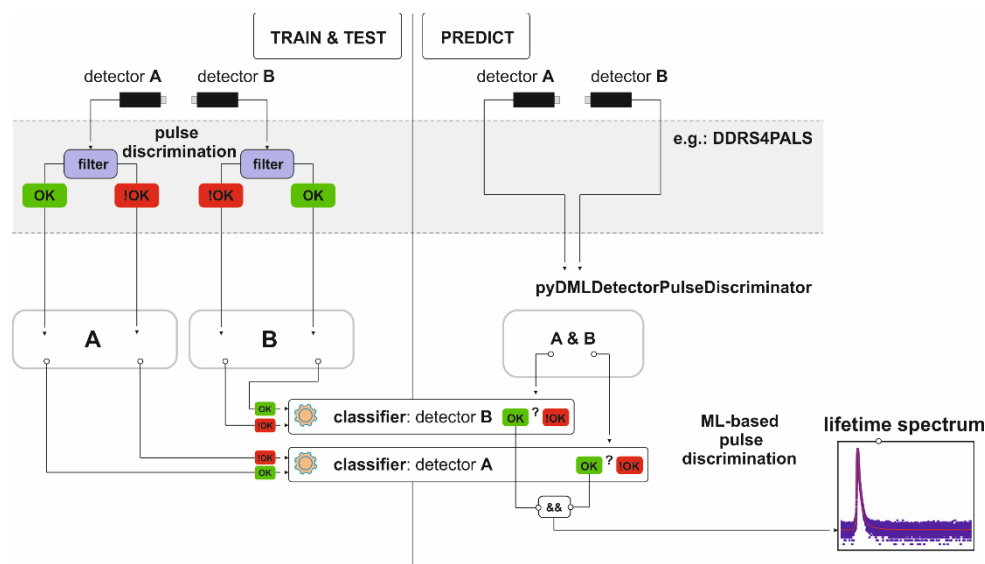 TRAIN & TEST
PREDICT
detector A
detector B
detector A
detector B
pulse
discrimination
e.g.: DDRS4PALS
filter
filter
OK
!OK
!OK
OK
pyDMLDetectorPulseDiscriminator
A
B
A & B
OK
!OK
classifier: detector B
OK ? !OK
!OK
OK
classifier: detector A
OK ? !OK
&&
ML-based
pulse
discrimination
lifetime spectrum